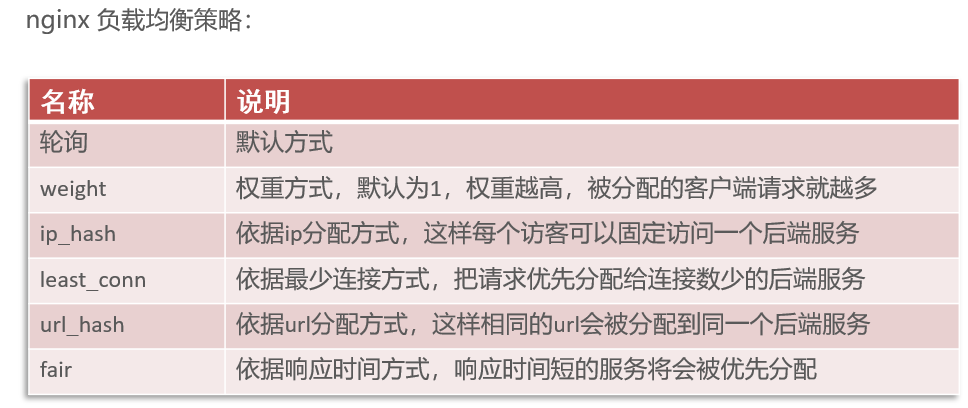 nginx 负载均衡策略：
名称 说明
轮询 默认方式
weight 权重方式，默认为1，权重越高，被分配的客户端请求就越多
ip_hash 依据ip分配方式，这样每个访客可以固定访问一个后端服务
least_conn 依据最少连接方式，把请求优先分配给连接数少的后端服务
url_hash 依据url分配方式，这样相同的url会被分配到同一个后端服务
fair 依据响应时间方式，响应时间短的服务将会被优先分配